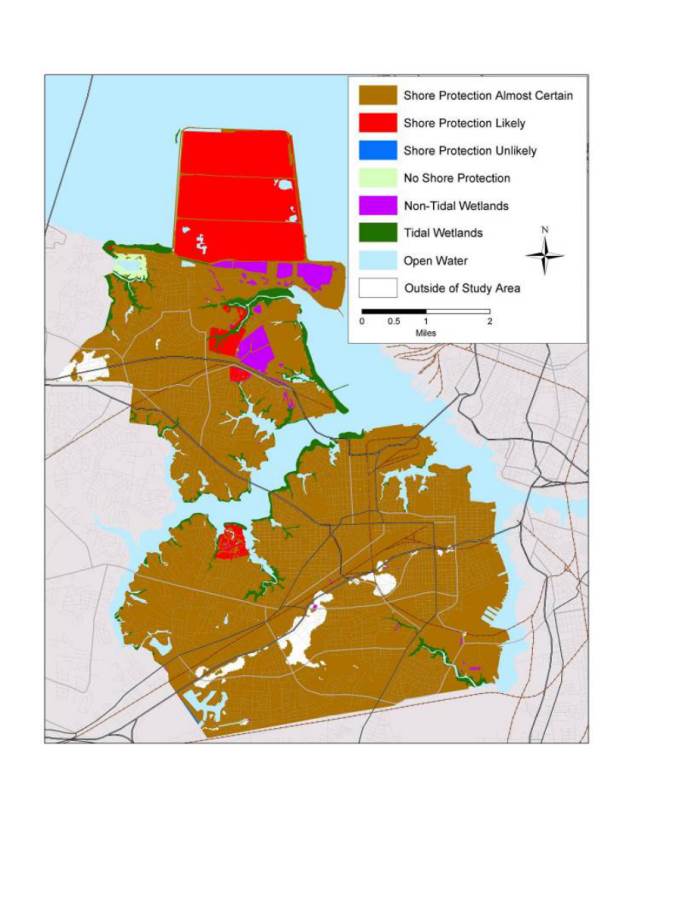 Shore Protection Almost Certain
Shore Protection Likely
Shore Protection Unlikely
No Shore Protection
Non-Tidal Wetlands
Tidal Wetlands
Open Water
Outside of Study Area
N
0 0.5 1 2
Miles